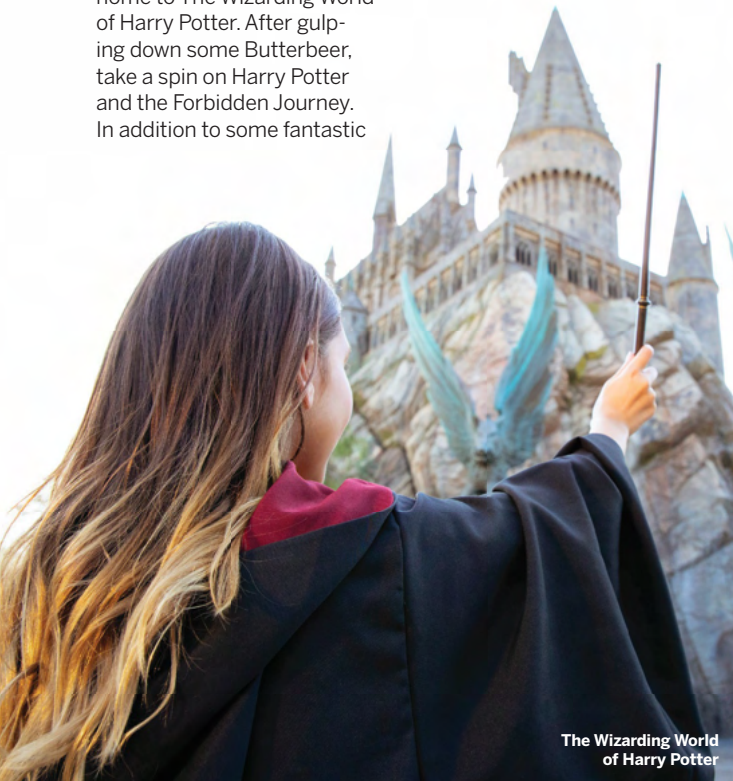 home to The Wizarding World
of Harry Potter. After gulp-
ing down some Butterbeer,
take a spin on Harry Potter
and the Forbidden Journey.
In addition to some fantastic
The Wizarding World
of Harry Potter